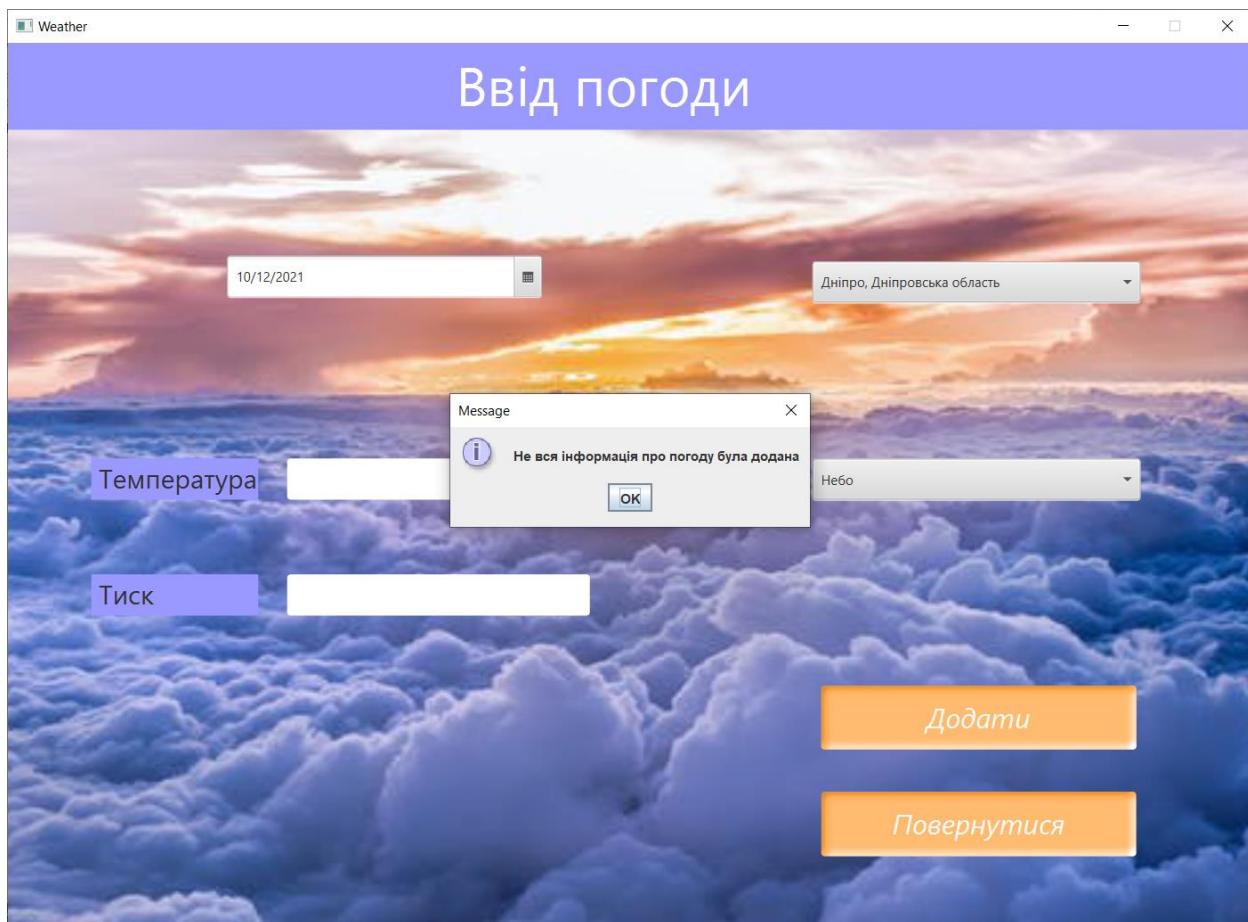 Weather
Ввід погоди
10/12/2021
Дніпро, Дніпровська область
Message
Не вся інформація про погоду була додана
OK
Температура
Небо
Тиск
Додати
Повернутися